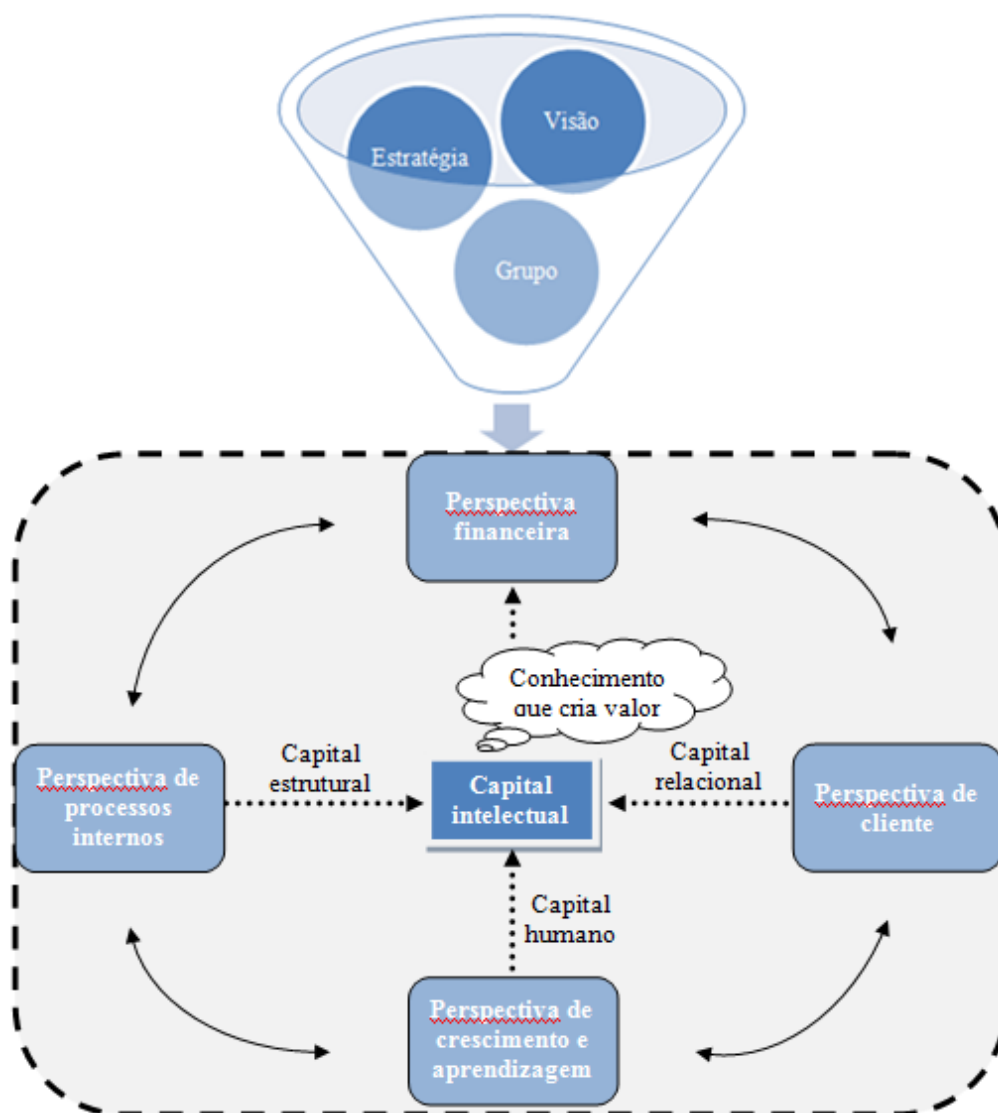 Visão
Estratégia
Grupo
Perspectiva
financeira
Conhecimento
que cria valor
Capital
estrutural
Capital
relacional
Perspectiva de
processos
internos
Capital
intelectual
Perspectiva de
cliente
Capital
humano
Perspectiva de
crescimento e
aprendizagem